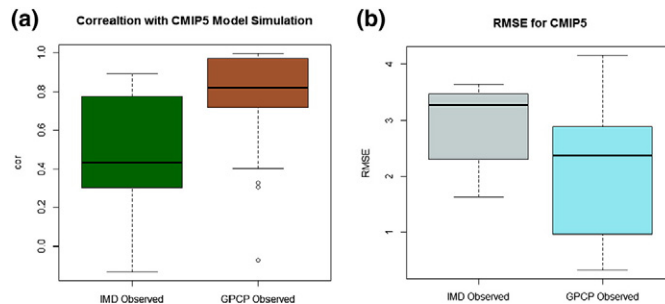 (a)
Correaltion with CMIP5 Model Simulation
1.0
0.8
0.6
0.4
0.2
0.0
cor
IMD Observed
GPCP Observed
(b)
RMSE for CMIP5
4
3
2
1
RMSE
IMD Observed
GPCP Observed